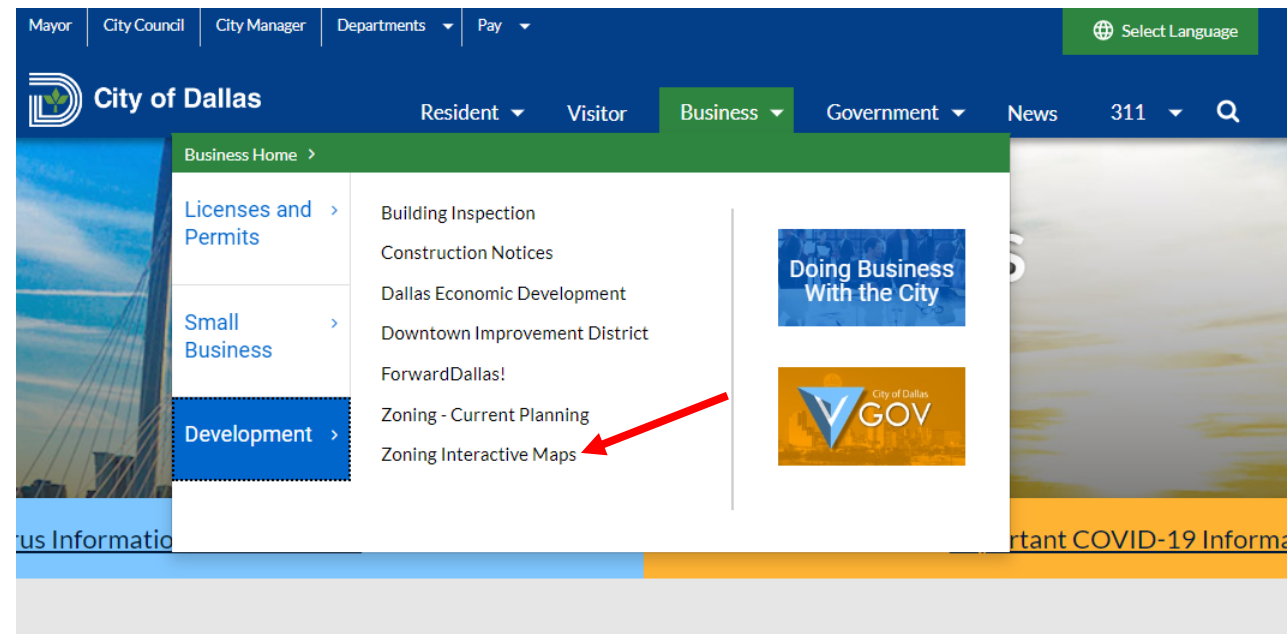 Mayor
City Council
City Manager
Departments
Pay
Select Language
City of Dallas
Resident
Visitor
Business
Government
News
311
Business Home >
Licenses and >
Permits
Small >
Business
Development >
Building Inspection
Construction Notices
Dallas Economic Development
Downtown Improvement District
ForwardDallas!
Zoning - Current Planning
Zoning Interactive Maps
Doing Business
With the City
City of Dallas
GOV
S
rus Informatio
rtant COVID-19 Informa